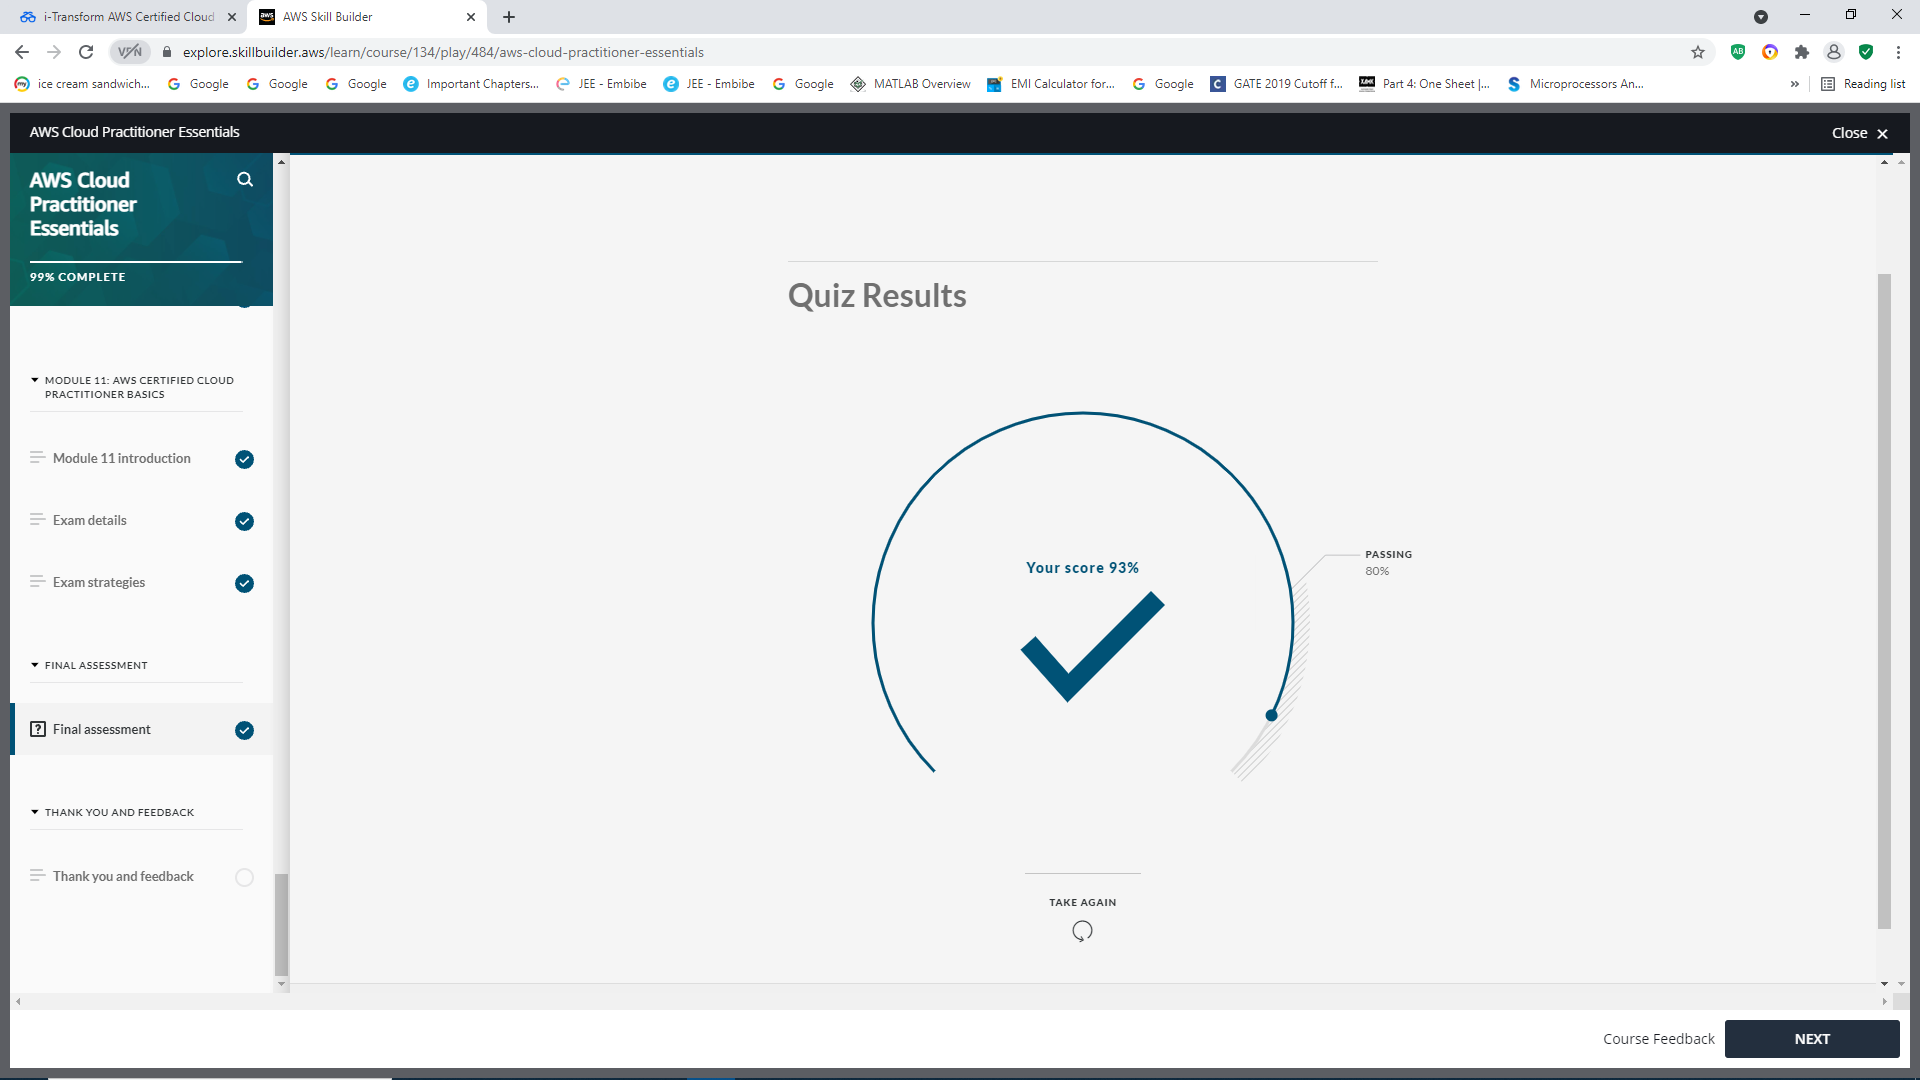 i-Transform AWS Certified Cloud
AWS Skill Builder
VPN
explore.skillbuilder.aws/learn/course/134/play/484/aws-cloud-practitioner-essentials
ice cream sandwich...
Google
Google
Google
Important Chapters...
JEE - Embibe
JEE - Embibe
Google
MATLAB Overview
EMI Calculator for...
Google
GATE 2019 Cutoff f...
Part 4: One Sheet |...
Microprocessors An...
»
Reading list
AWS Cloud Practitioner Essentials
Close
AWS Cloud
Practitioner
Essentials
99% COMPLETE
MODULE 11: AWS CERTIFIED CLOUD
PRACTITIONER BASICS
Module 11 introduction
Exam details
Exam strategies
FINAL ASSESSMENT
Final assessment
THANK YOU AND FEEDBACK
Thank you and feedback
Quiz Results
Your score 93%
PASSING
80%
TAKE AGAIN
Course Feedback
NEXT